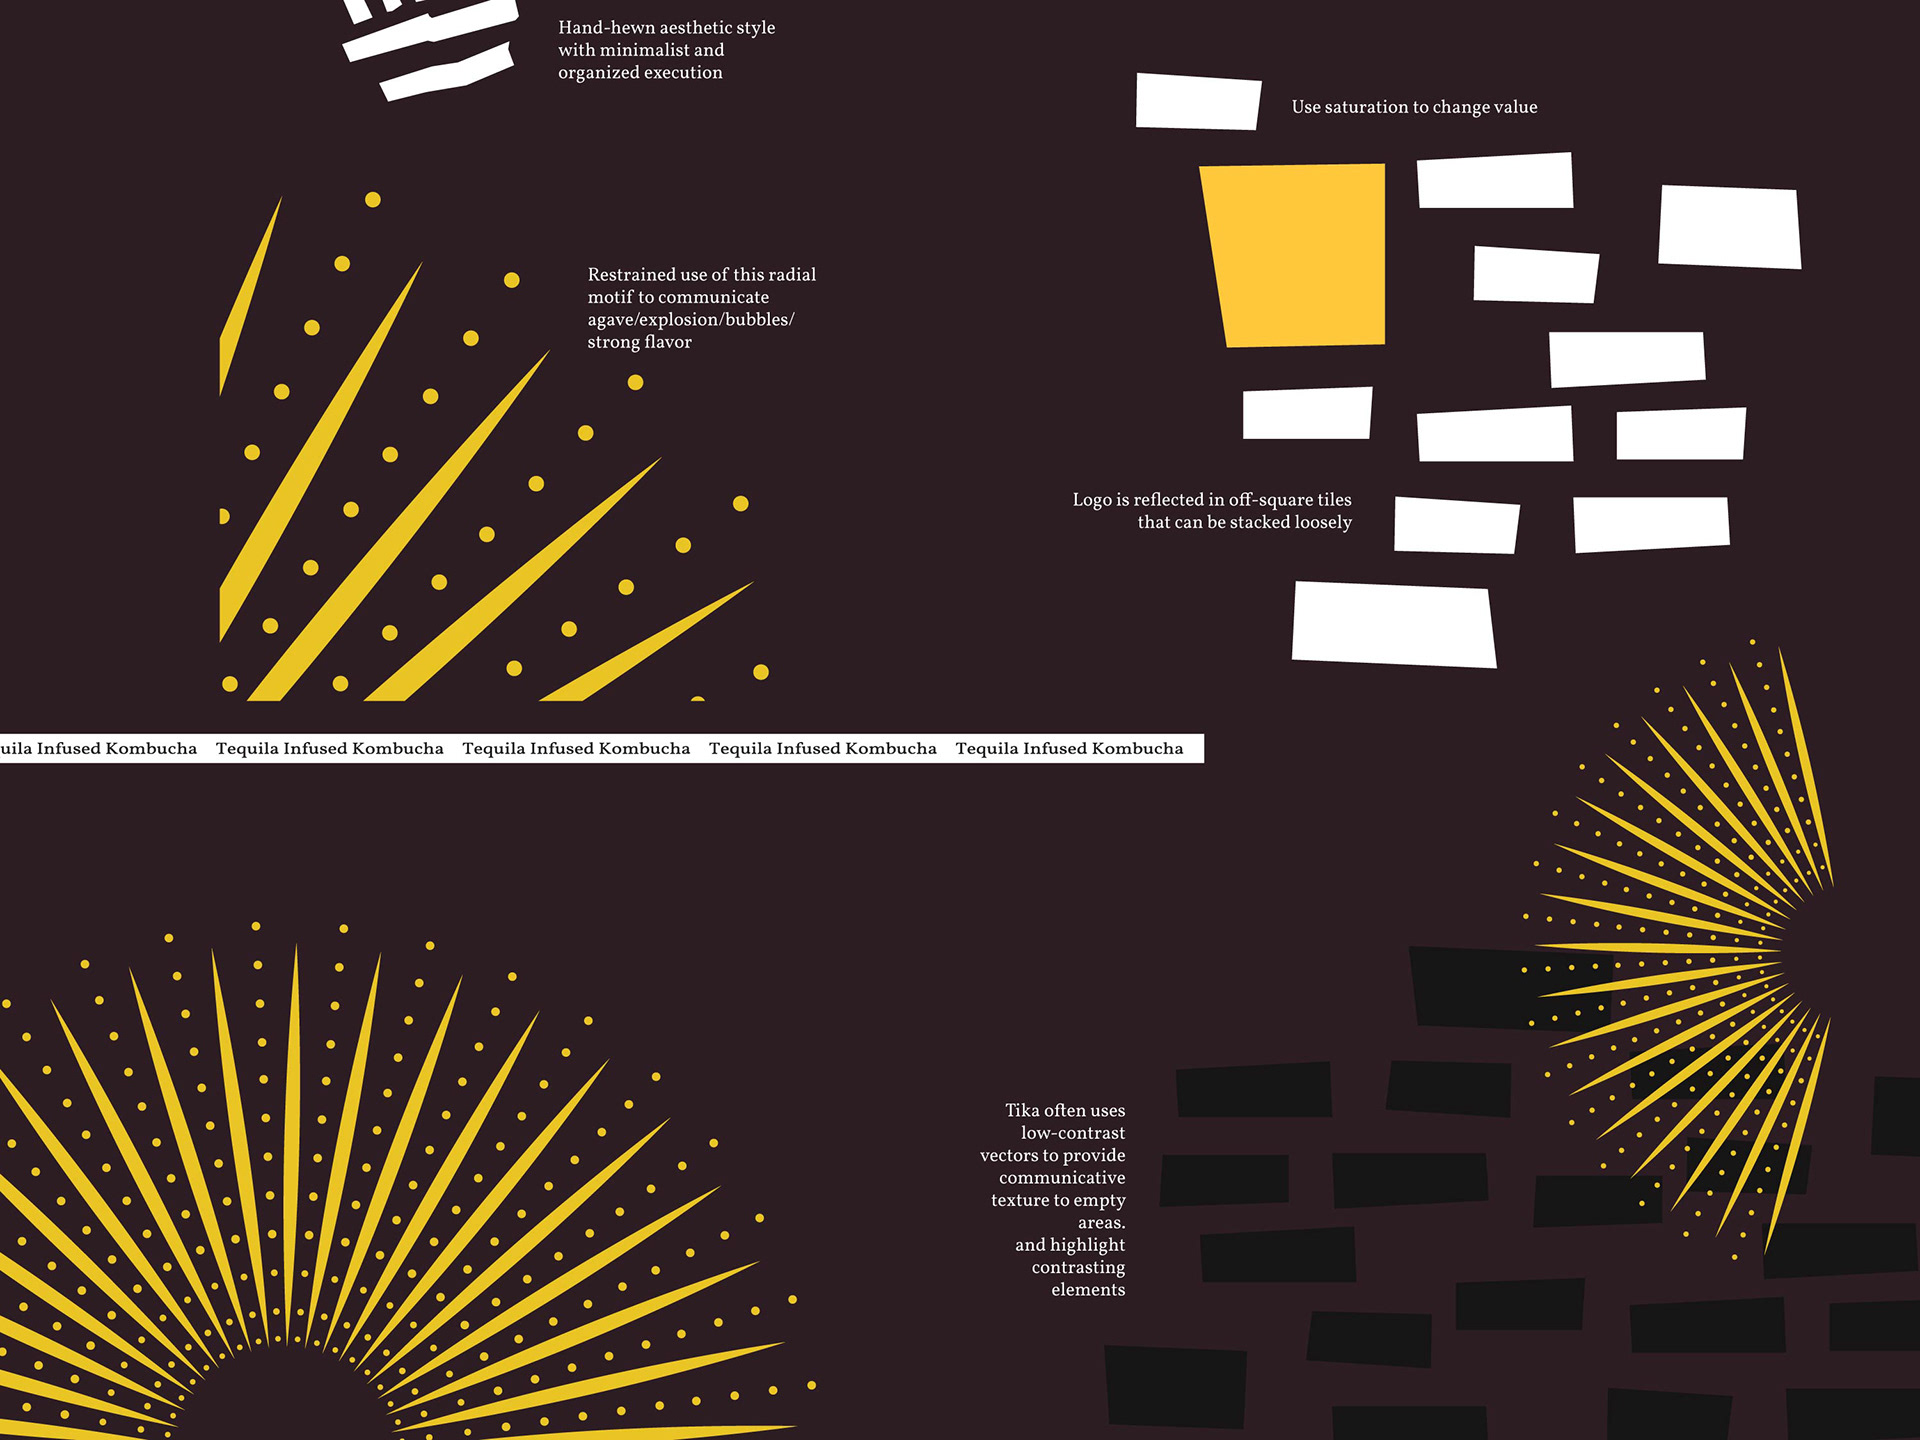 Hand-hewn aesthetic style
with minimalist and
organized execution
Use saturation to change value
Restrained use of this radial
motif to communicate
agave/explosion/bubbles/
strong flavor
Logo is reflected in off-square tiles
that can be stacked loosely
uila Infused Kombucha Tequila Infused Kombucha Tequila Infused Kombucha Tequila Infused Kombucha Tequila Infused Kombucha
Tika often uses
low-contrast
vectors to provide
communicative
texture to empty
areas.
and highlight
contrasting
elements